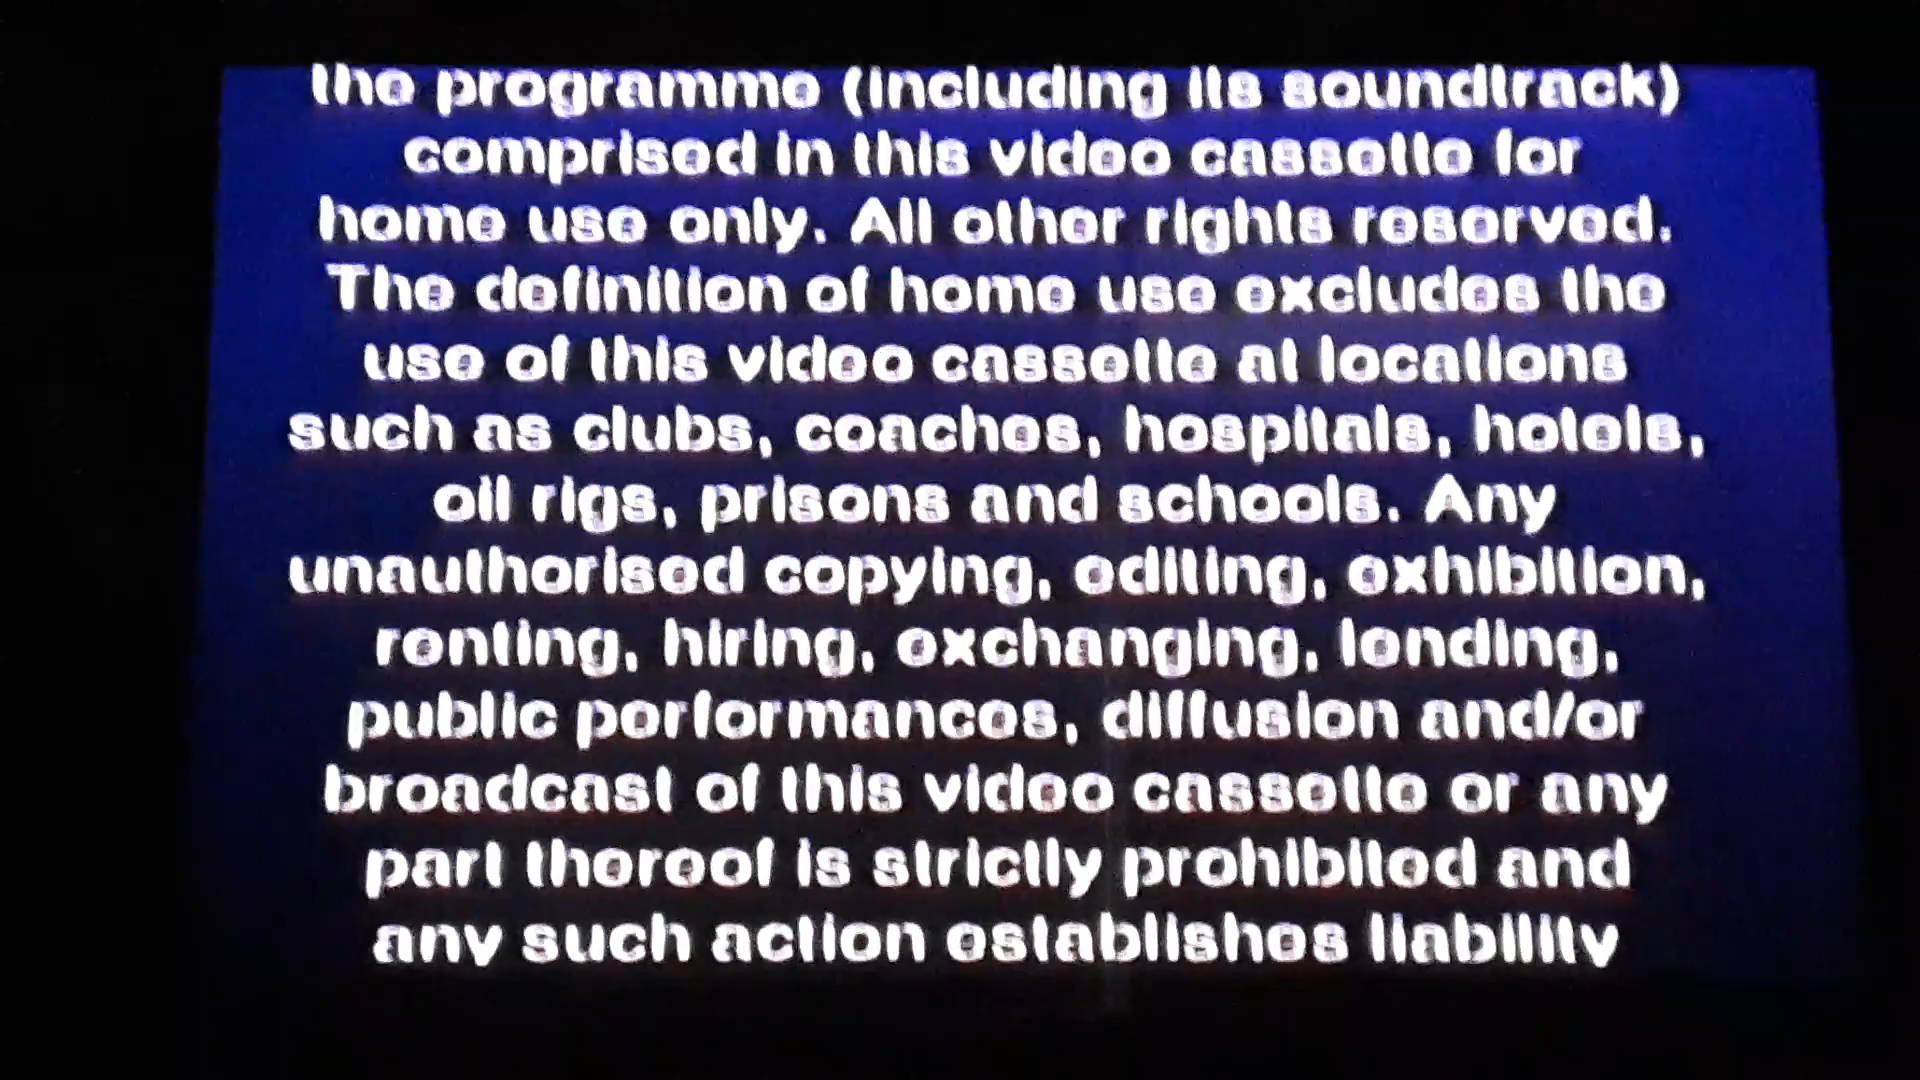 the programme (including its soundtrack)
comprised in this video cassette for
home use only. All other rights reserved.
The definition of home use excludes the
use of this video cassette at locations
such as clubs, coaches, hospitals, hotels,
oil rigs, prisons and schools. Any
unauthorised copying, editing, exhibition,
renting, hiring, exchanging, lending,
public performances, diffusion and/or
broadcast of this video cassette or any
part thereof is strictly prohibited and
any such action establishes liability